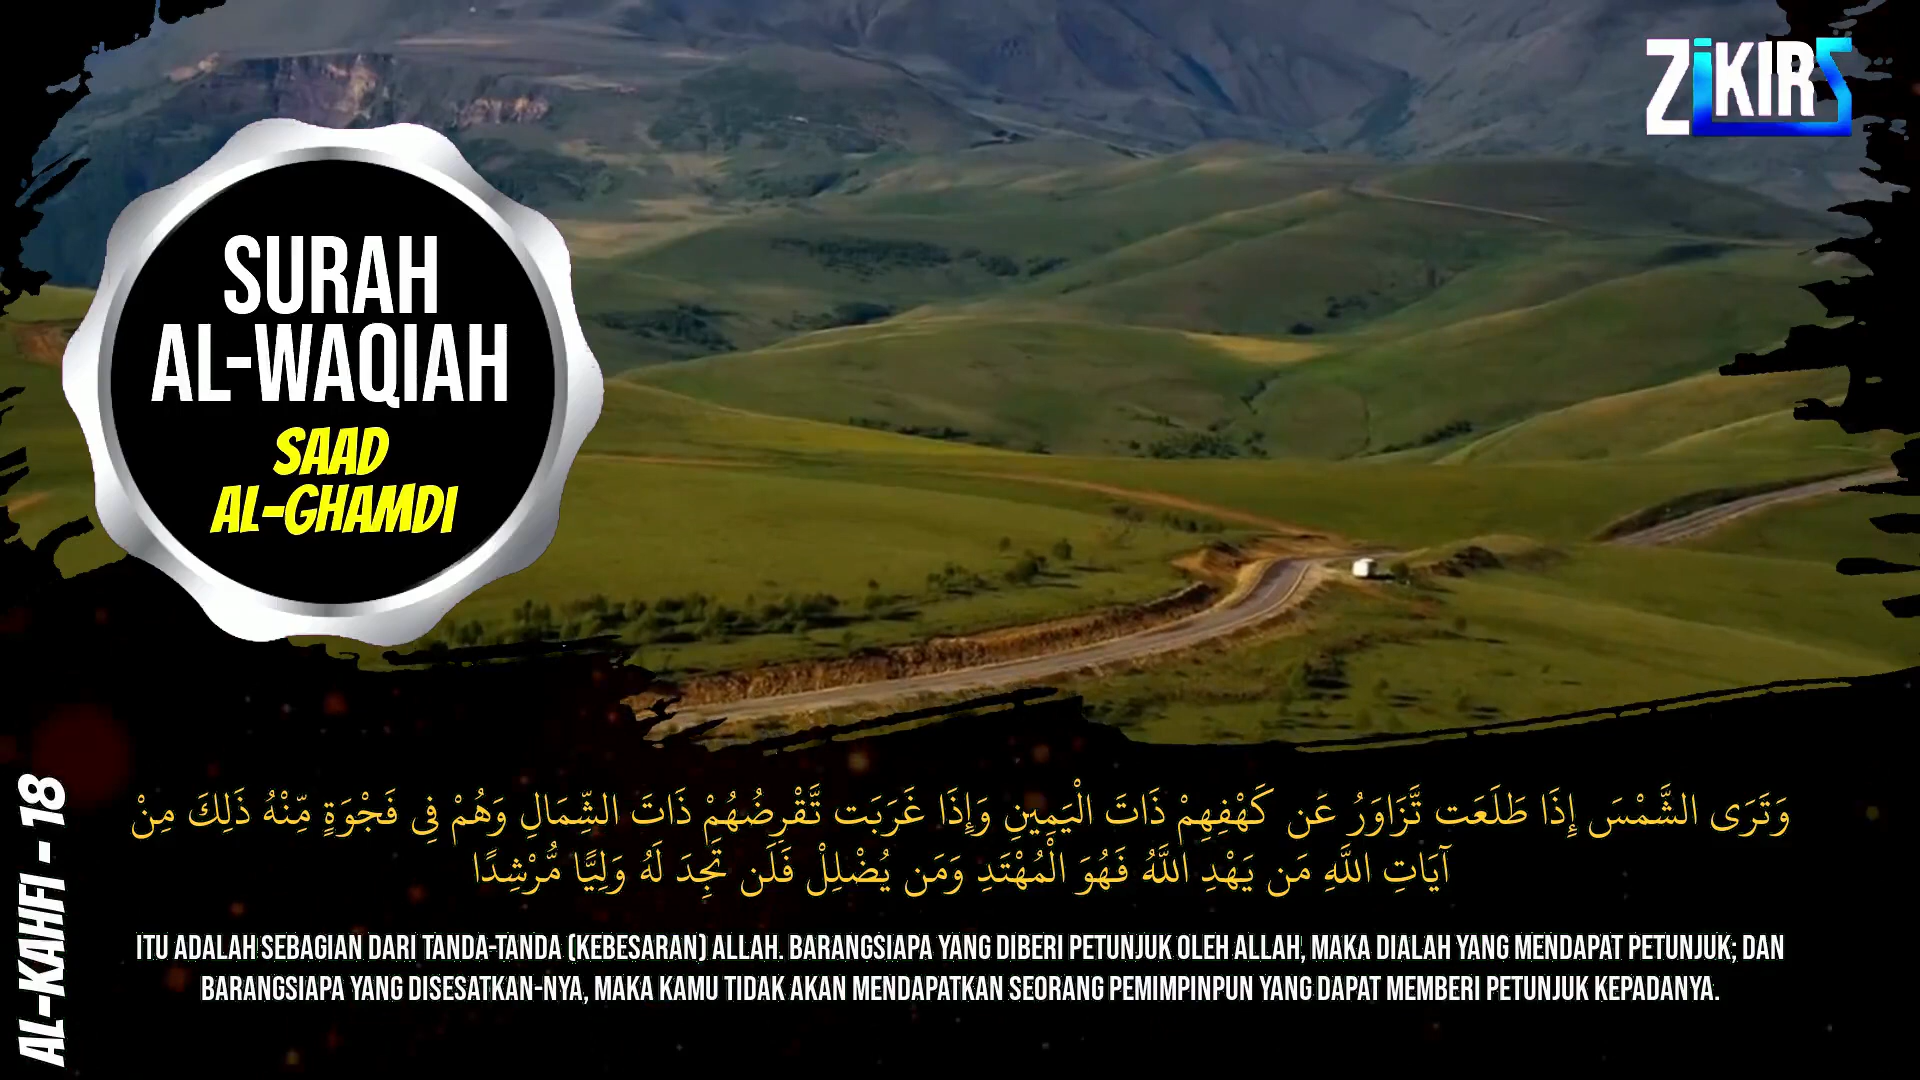 ZiKIRS
SURAH
AL-WAQIAH
SAAD
AL-GHAMDI
AL-KAHFI - 18
وَتَرَى الشَّمْسَ إِذَا طَلَعَت تَّزَاوَرُ عَن كَهْفِهِمْ ذَاتَ الْيَمِينِ وَإِذَا غَرَبَت تَّقْرِضُهُمْ ذَاتَ الشِّمَالِ وَهُمْ فِي فَجْوَةٍ مِّنْهُ ذَلِكَ مِنْ
آيَاتِ اللَّهِ مَن يَهْدِ اللَّهُ فَهُوَ الْمُهْتَدِ وَمَن يُضْلِلْ فَلَن تَجِدَ لَهُ وَلِيًّا مُّرْشِدًا
ITU ADALAH SEBAGIAN DARI TANDA-TANDA (KEBESARAN) ALLAH. BARANGSIAPA YANG DIBERI PETUNJUK OLEH ALLAH, MAKA DIALAH YANG MENDAPAT PETUNJUK; DAN
BARANGSIAPA YANG DISESATKAN-NYA, MAKA KAMU TIDAK AKAN MENDAPATKAN SEORANG PEMIMPINPUN YANG DAPAT MEMBERI PETUNJUK KEPADANYA.